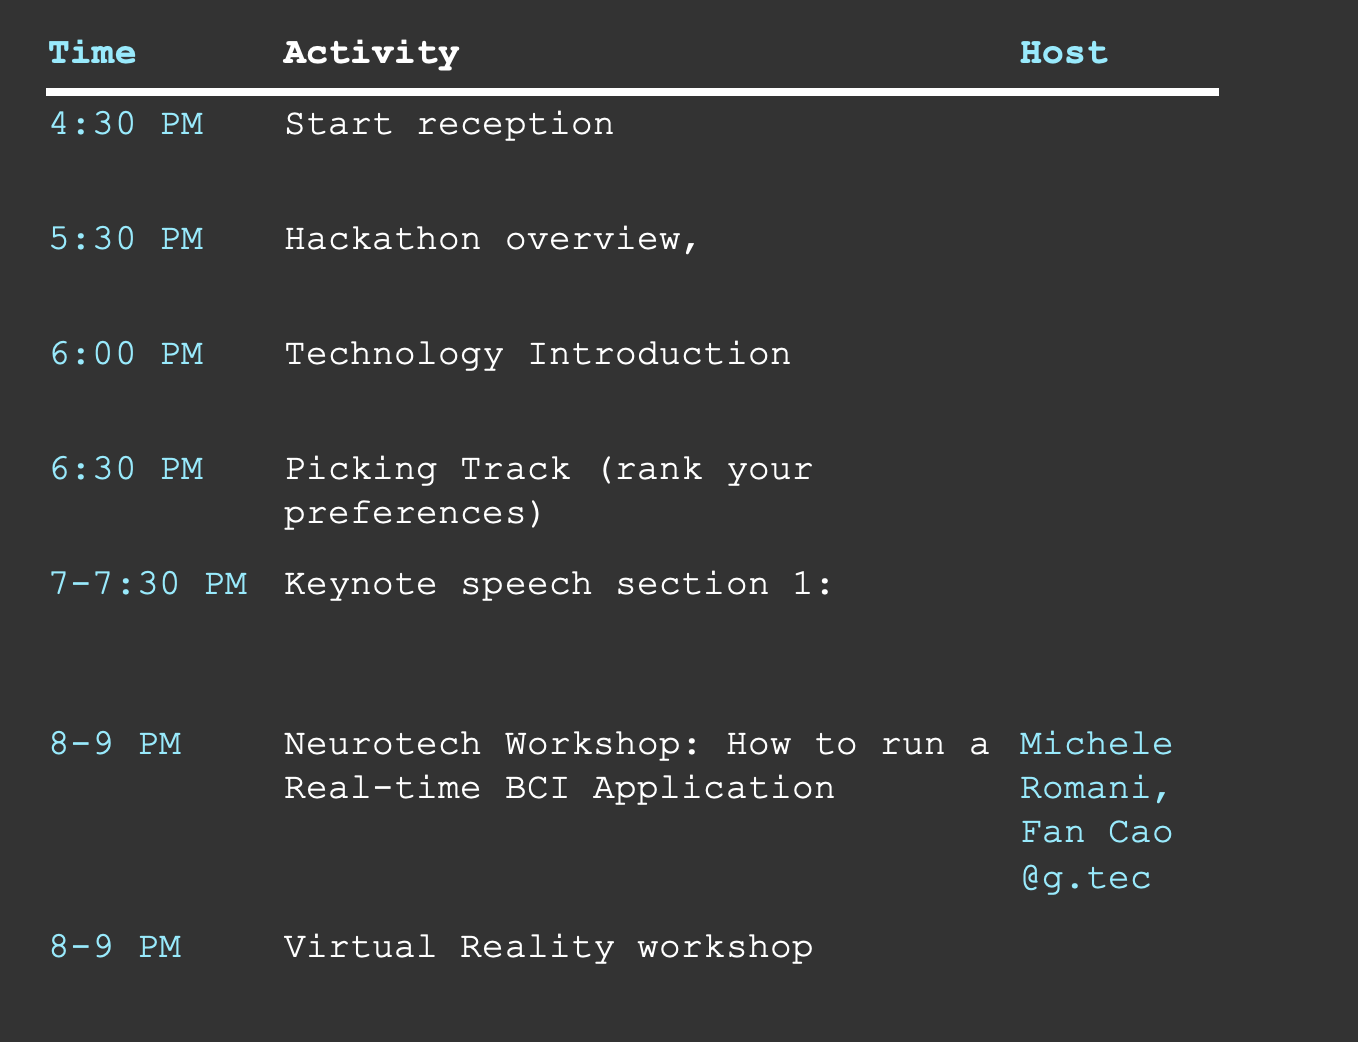 Time Activity Host
4:30 PM Start reception
5:30 PM Hackathon overview,
6:00 PM Technology Introduction
6:30 PM Picking Track (rank your
preferences)
7-7:30 PM Keynote speech section 1:
8-9 PM Neurotech Workshop: How to run a Michele
Real-time BCI Application Romani,
Fan Cao
@g.tec
8-9 PM Virtual Reality workshop